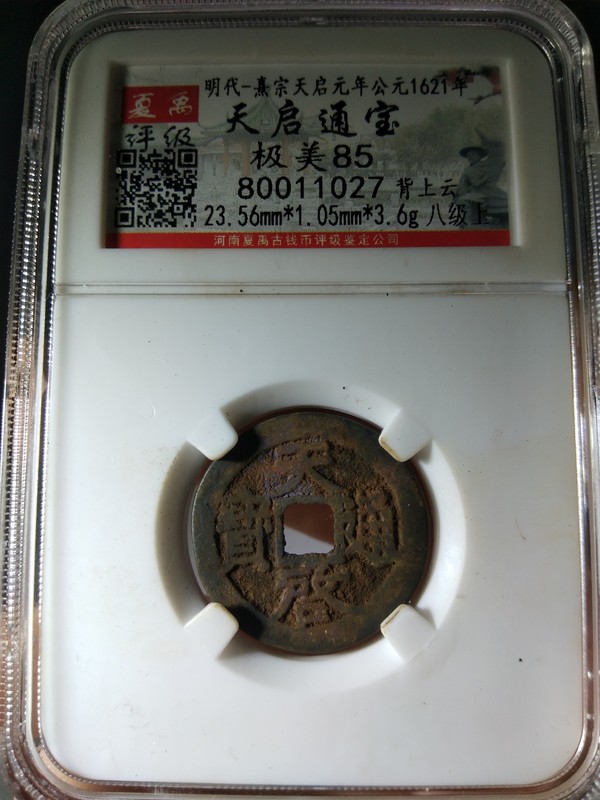 明代-熹宗天启元年公元1621年
夏禹
评级
天启通宝
极美85
80011027 背上云
23.56mm*1.05mm*3.6g 八级上
河南夏禹古钱币评级鉴定公司
天啓通寶